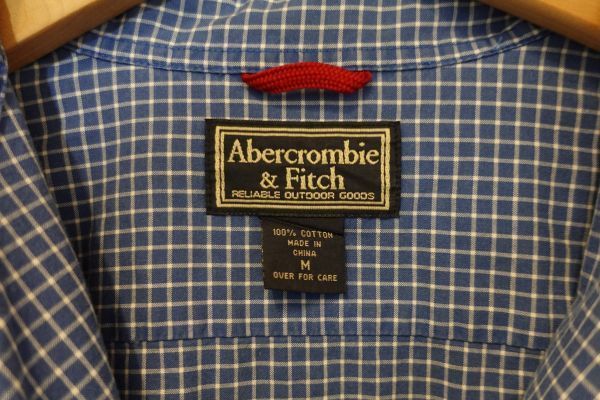 Abercrombie
& Fitch
RELIABLE OUTDOOR GOODS
100% COTTON
MADE IN
CHINA
M
OVER FOR CARE